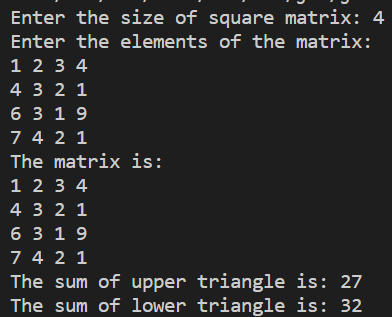 Enter the size of square matrix: 4
Enter the elements of the matrix:
1 2 3 4
4 3 2 1
6 3 1 9
7 4 2 1
The matrix is:
1 2 3 4
4 3 2 1
6 3 1 9
7 4 2 1
The sum of upper triangle is: 27
The sum of lower triangle is: 32